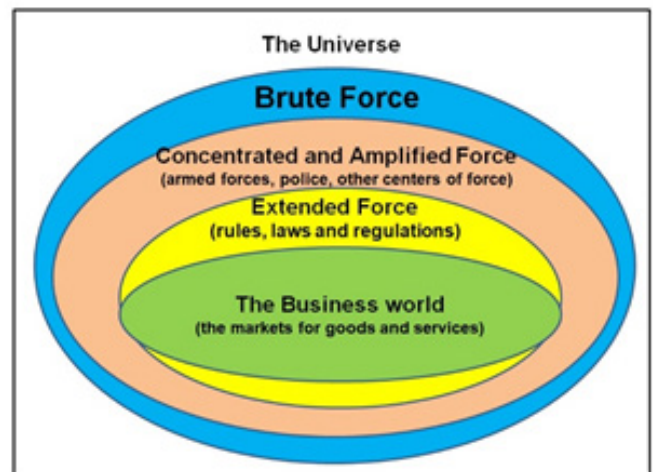 The Universe
Brute Force
Concentrated and Amplified Force
(armed forces, police, other centers of force)
Extended Force
(rules, laws and regulations)
The Business world
(the markets for goods and services)